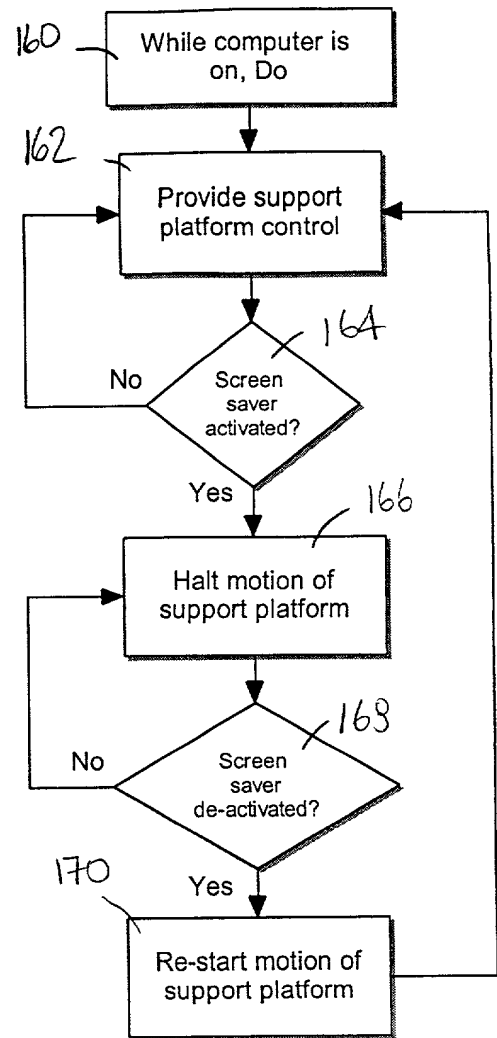 160
While computer is
on, Do
162
Provide support
platform control
164
No
Screen
saver
activated?
Yes
166
Halt motion of
support platform
168
No
Screen
saver
de-activated?
170
Yes
Re-start motion of
support platform